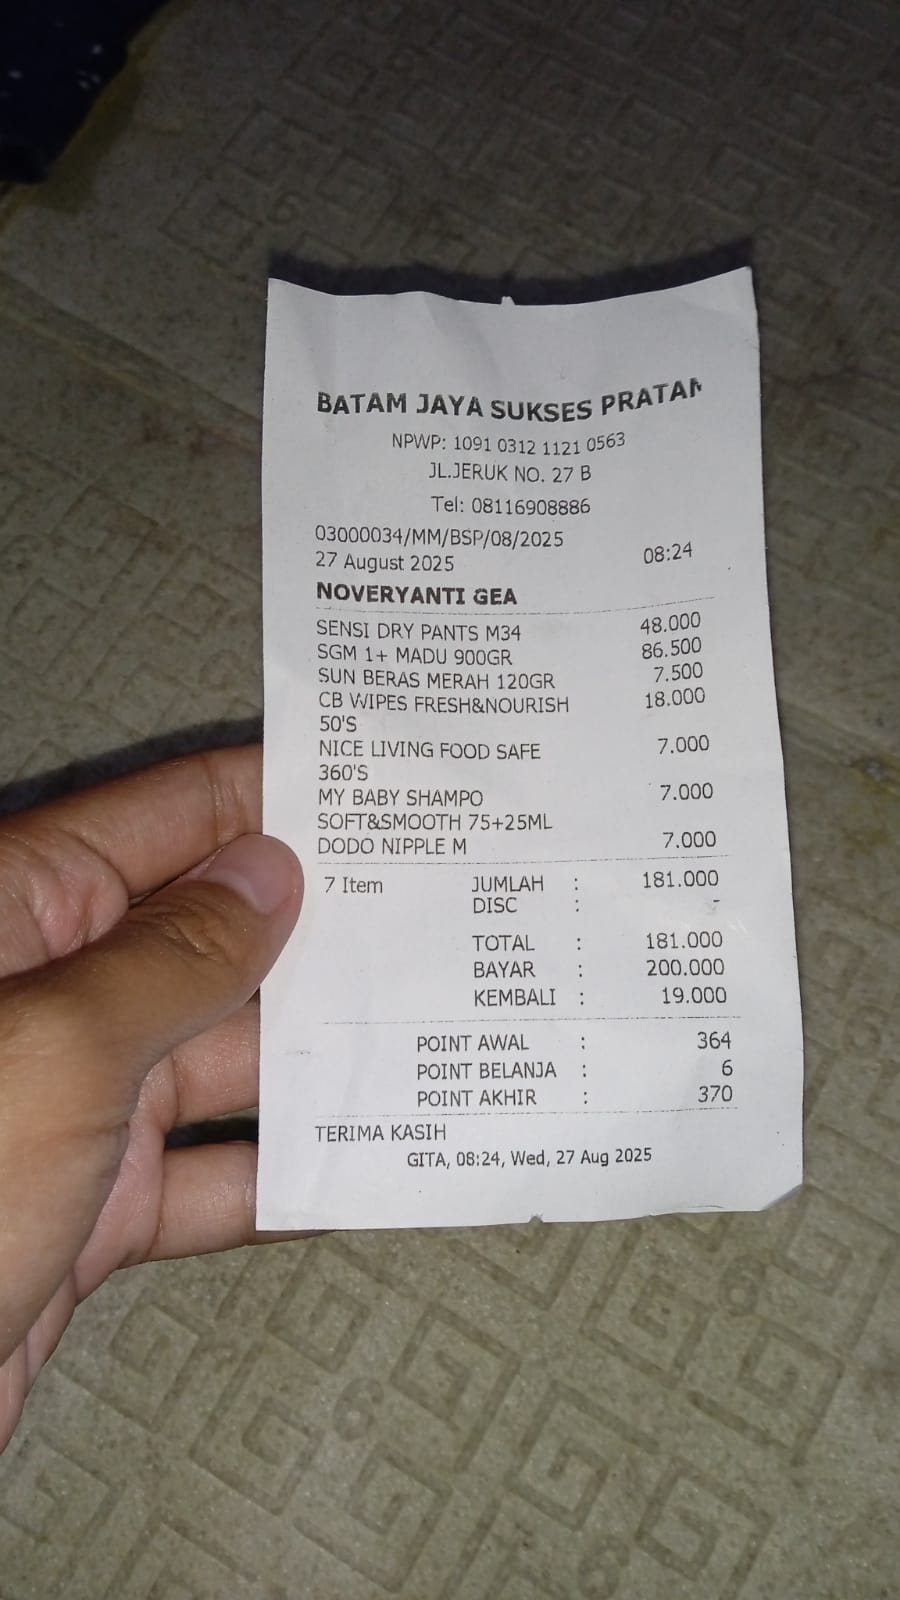 BATAM JAYA SUKSES PRATAM
NPWP: 1091 0312 1121 0563
JL.JERUK NO. 27 B
Tel: 08116908886
03000034/MM/BSP/08/2025
27 August 2025 08:24
NOVERYANTI GEA
SENSI DRY PANTS M34 48.000
SGM 1+ MADU 900GR 86.500
SUN BERAS MERAH 120GR 7.500
CB WIPES FRESH&NOURISH 18.000
50'S
NICE LIVING FOOD SAFE 7.000
360'S
MY BABY SHAMPO 7.000
SOFT&SMOOTH 75+25ML
DODO NIPPLE M 7.000
7 Item JUMLAH : 181.000
DISC : -
TOTAL : 181.000
BAYAR : 200.000
KEMBALI : 19.000
POINT AWAL : 364
POINT BELANJA : 6
POINT AKHIR : 370
TERIMA KASIH
GITA, 08:24, Wed, 27 Aug 2025